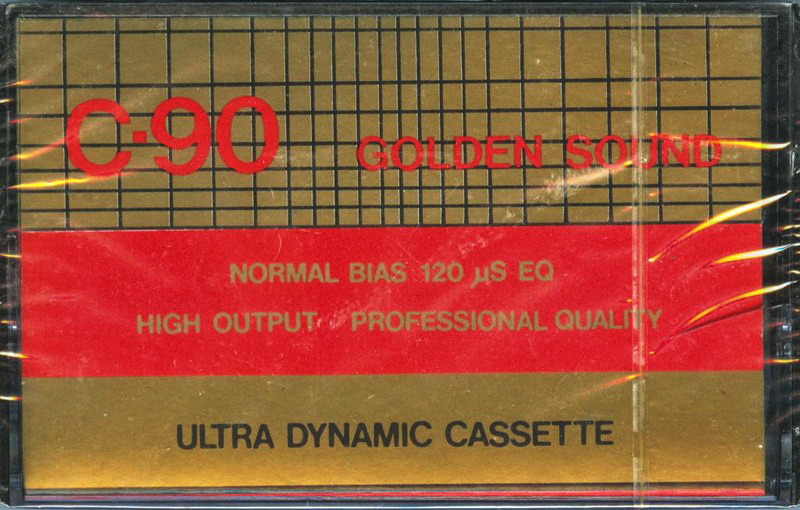 C·90 GOLDEN SOUND
NORMAL BIAS 120 µS EQ
HIGH OUTPUT PROFESSIONAL QUALITY
ULTRA DYNAMIC CASSETTE